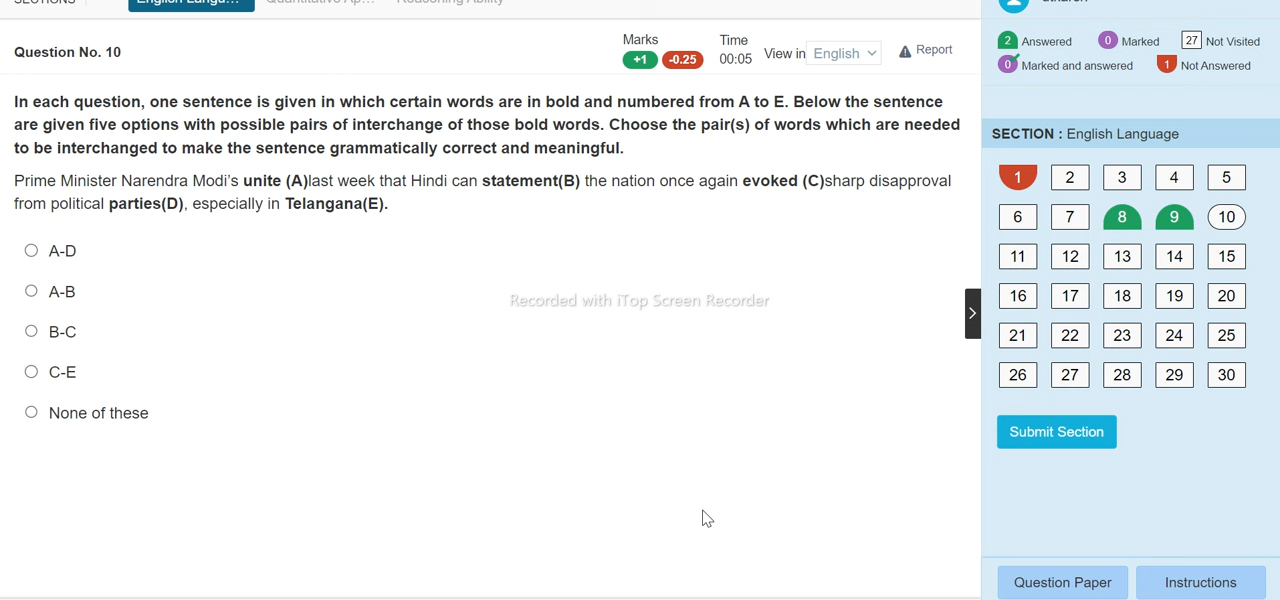 SECTIONS
English Langu...
Quantitative Ap...
Reasoning Ability
Question No. 10
Marks
+1 -0.25
Time
00:05
View in English
Report
In each question, one sentence is given in which certain words are in bold and numbered from A to E. Below the sentence
are given five options with possible pairs of interchange of those bold words. Choose the pair(s) of words which are needed
to be interchanged to make the sentence grammatically correct and meaningful.
Prime Minister Narendra Modi's unite (A)last week that Hindi can statement(B) the nation once again evoked (C)sharp disapproval
from political parties(D), especially in Telangana(E).
A-D
A-B
B-C
C-E
None of these
Recorded with iTop Screen Recorder
2 Answered 0 Marked 27 Not Visited
0 Marked and answered 1 Not Answered
SECTION : English Language
1 2 3 4 5
6 7 8 9 10
11 12 13 14 15
16 17 18 19 20
21 22 23 24 25
26 27 28 29 30
Submit Section
Question Paper Instructions